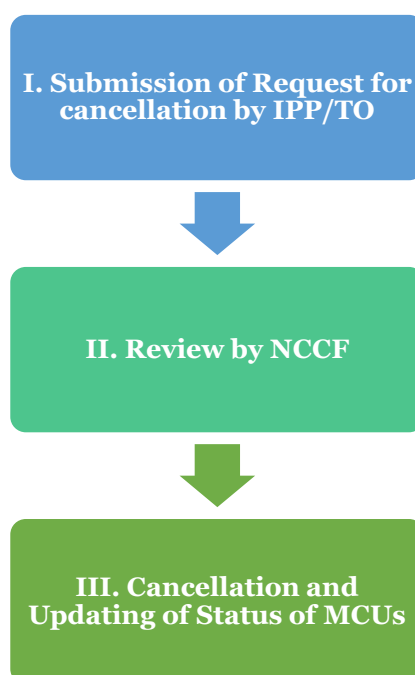 I. Submission of Request for
cancellation by IPP/TO
II. Review by NCCF
III. Cancellation and
Updating of Status of MCUs